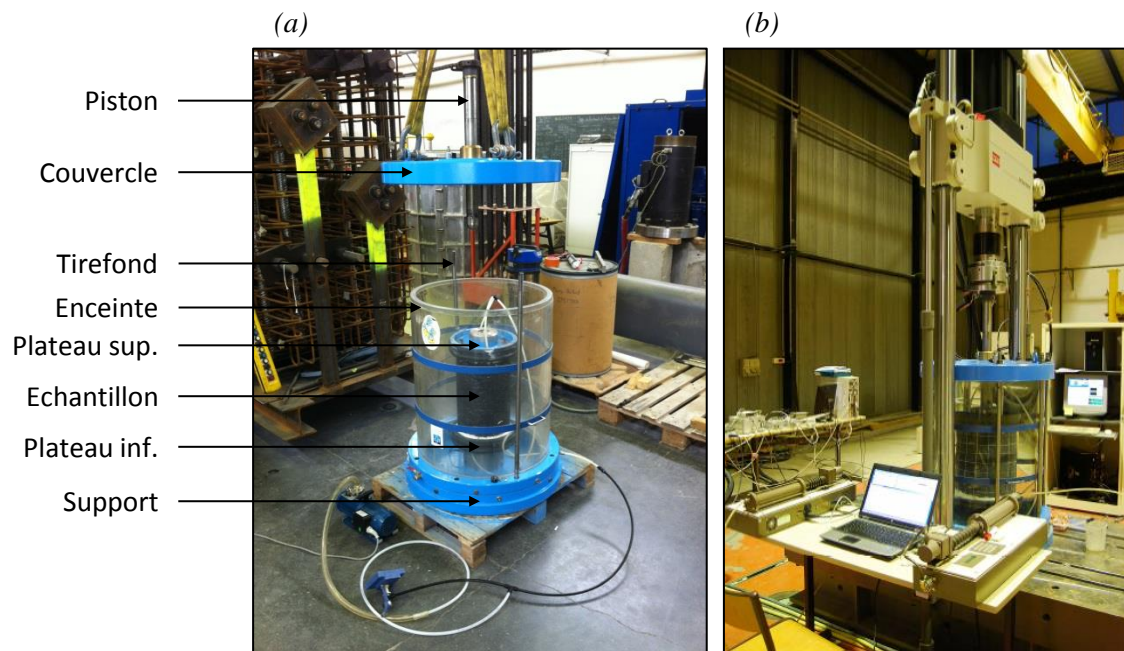 (a)
(b)
Piston
Couvercle
Tirefond
Enceinte
Plateau sup.
Echantillon
Plateau inf.
Support